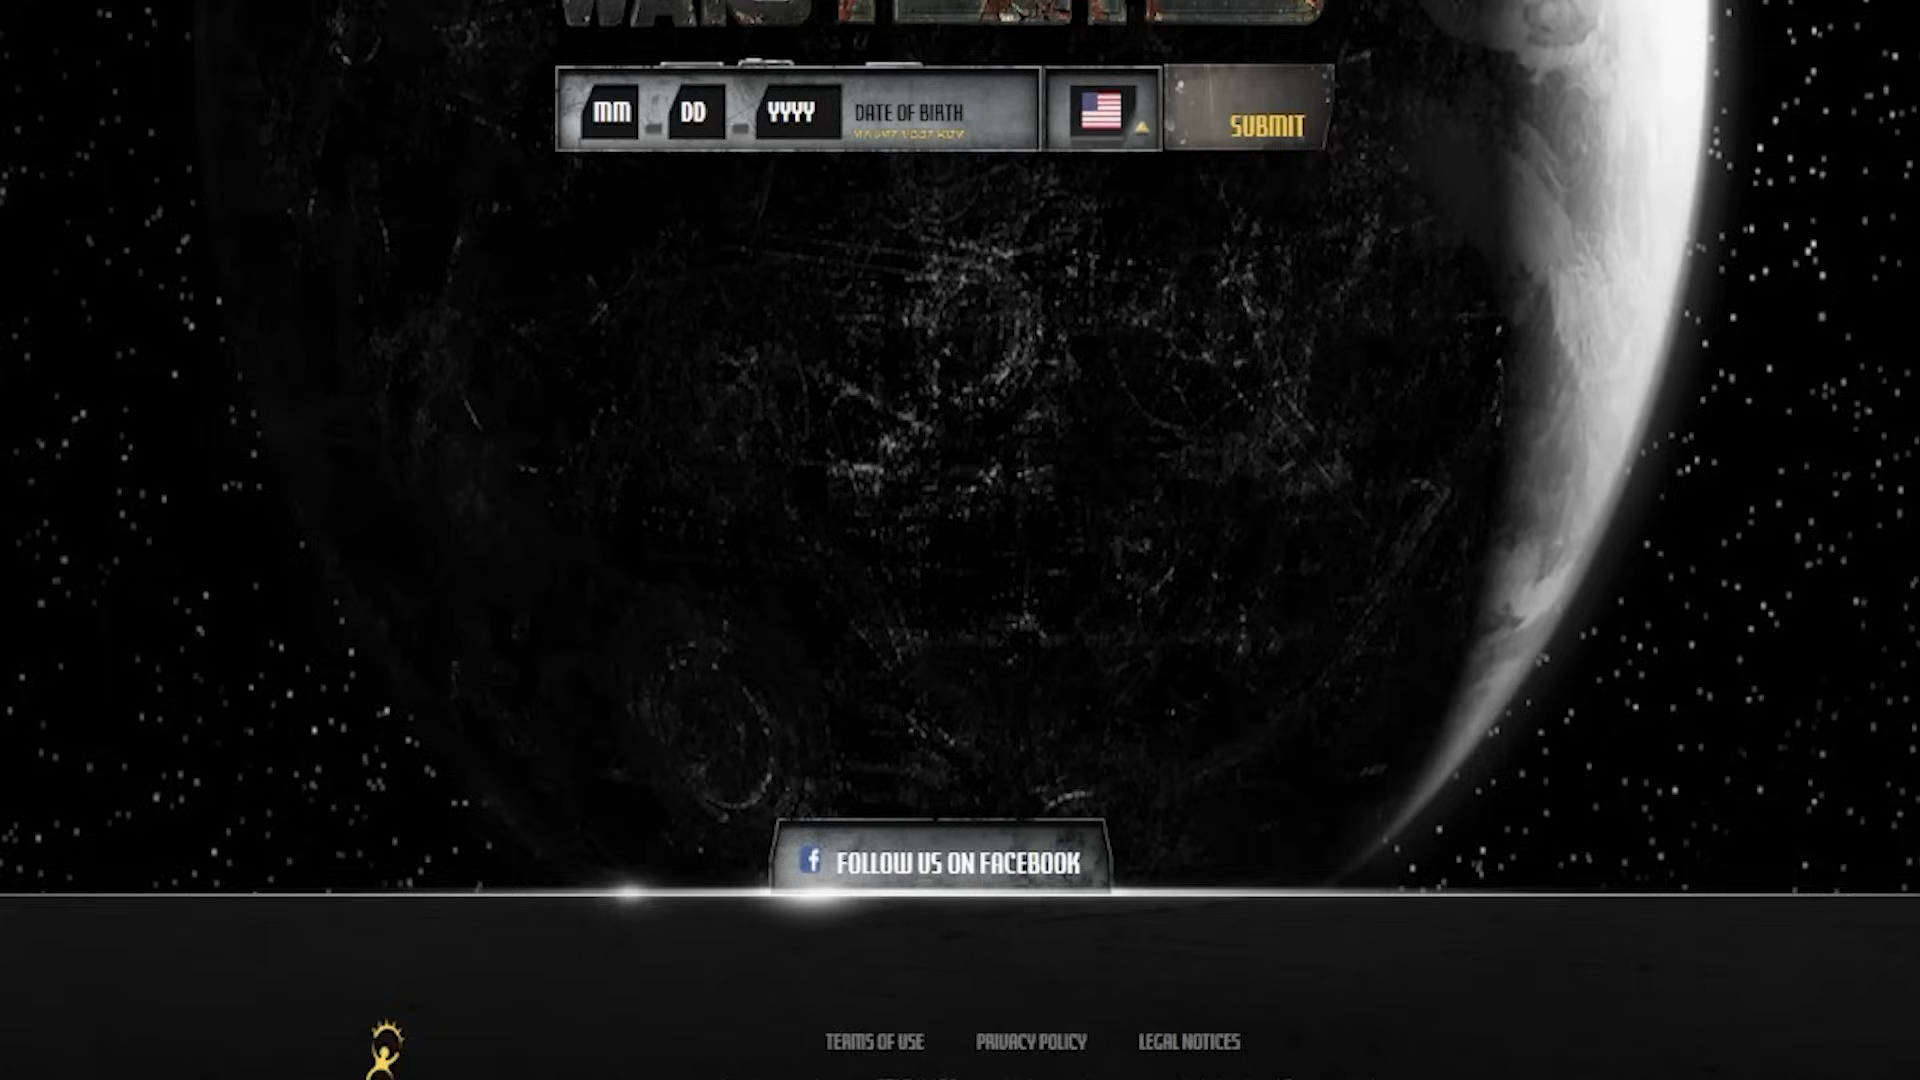 MM DD YYYY DATE OF BIRTH SUBMIT
FOLLOW US ON FACEBOOK
TERMS OF USE PRIVACY POLICY LEGAL NOTICES